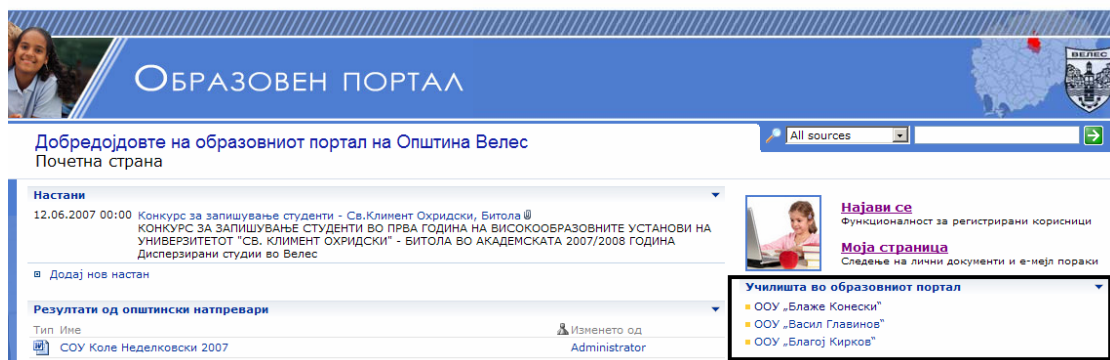 ОБРАЗОВЕН ПОРТАЛ
ВЕЛЕС
Добредојдовте на образовниот портал на Општина Велес
Почетна страна
All sources
Настани
12.06.2007 00:00 Конкурс за запишување студенти - Св.Климент Охридски, Битола
КОНКУРС ЗА ЗАПИШУВАЊЕ СТУДЕНТИ ВО ПРВА ГОДИНА НА ВИСОКООБРАЗОВНИТЕ УСТАНОВИ НА
УНИВЕРЗИТЕТОТ "СВ. КЛИМЕНТ ОХРИДСКИ" - БИТОЛА ВО АКАДЕМСКАТА 2007/2008 ГОДИНА
Дисперзирани студии во Велес
Додај нов настан
Резултати од општински натпревари
Тип Име Изменето од
СОУ Коле Неделковски 2007 Administrator
Најави се
Функционалност за регистрирани корисници
Моја страница
Следење на лични документи и е-мејл пораки
Училишта во образовниот портал
ООУ „Блаже Конески“
ООУ „Васил Главинов“
ООУ „Благој Кирков“